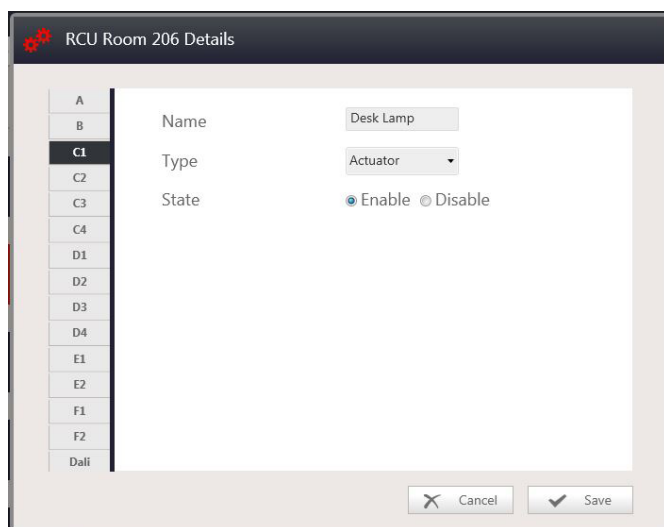 RCU Room 206 Details
A
B
C1
C2
C3
C4
D1
D2
D3
D4
E1
E2
F1
F2
Dali
Name Desk Lamp
Type Actuator
State Enable Disable
Cancel Save